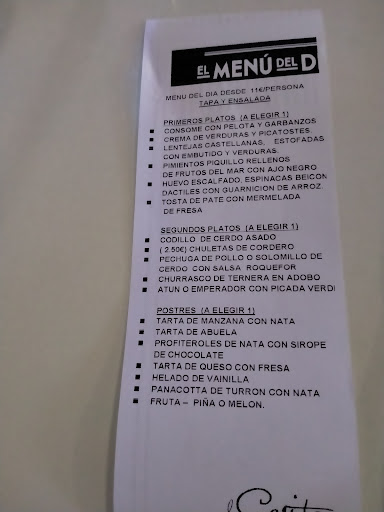 EL MENÚ DEL D
MENU DEL DIA DESDE 11€/PERSONA
TAPA Y ENSALADA
PRIMEROS PLATOS (A ELEGIR 1)
CONSOME CON PELOTA Y GARBANZOS
CREMA DE VERDURAS Y PICATOSTES.
LENTEJAS CASTELLANAS, ESTOFADAS
CON EMBUTIDO Y VERDURAS.
PIMIENTOS PIQUILLO RELLENOS
DE FRUTOS DEL MAR CON AJO NEGRO
HUEVO ESCALFADO, ESPINACAS BEICON
DACTILES CON GUARNICION DE ARROZ
TOSTA DE PATE CON MERMELADA
DE FRESA
SEGUNDOS PLATOS (A ELEGIR 1)
CODILLO DE CERDO ASADO
( 2.50€) CHULETAS DE CORDERO
PECHUGA DE POLLO o SOLOMILLO DE
CERDO CON SALSA ROQUEFOR
CHURRASCO DE TERNERA EN ADOBO
ATUN O EMPERADOR CON PICADA VERDI
POSTRES (A ELEGIR 1)
TARTA DE MANZANA CON NATA
TARTA DE ABUELA
PROFITEROLES DE NATA CON SIROPE
DE CHOCOLATE
TARTA DE QUESO CON FRESA
HELADO DE VAINILLA
PANACOTTA DE TURRON CON NATA
FRUTA – PIÑA O MELON.